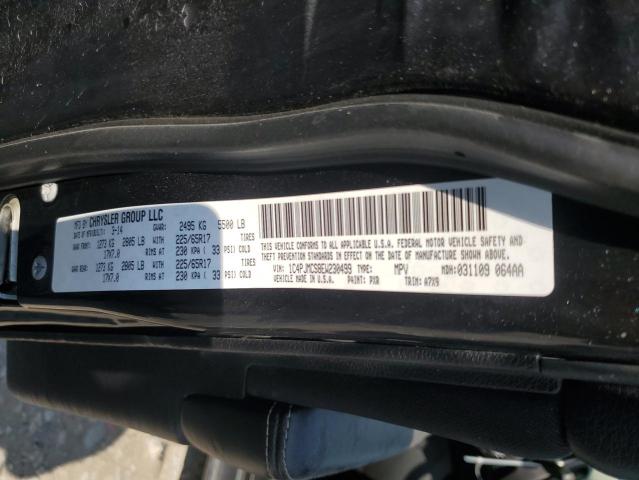 MFD BY CHRYSLER GROUP LLC
DATE OF MFR 3-14 GVWR: 2495 KG 5500 LB
GAWR FRONT: 1273 KG 2805 LB WITH 225/65R17 TIRES
17X7.0 RIMS AT 230 KPA ( 33 PSI) COLD
GAWR REAR: 1273 KG 2805 LB WITH 225/65R17 TIRES
17X7.0 RIMS AT 230 KPA ( 33 PSI) COLD
THIS VEHICLE CONFORMS TO ALL APPLICABLE U.S.A. FEDERAL MOTOR VEHICLE SAFETY AND
THEFT PREVENTION STANDARDS IN EFFECT ON THE DATE OF MANUFACTURE SHOWN ABOVE.
VIN: 1C4PJMCS8EW230499 TYPE: MPV MDH: 031109 064AA
VEHICLE MADE IN U.S.A. PAINT: PXR TRIM: A7X9